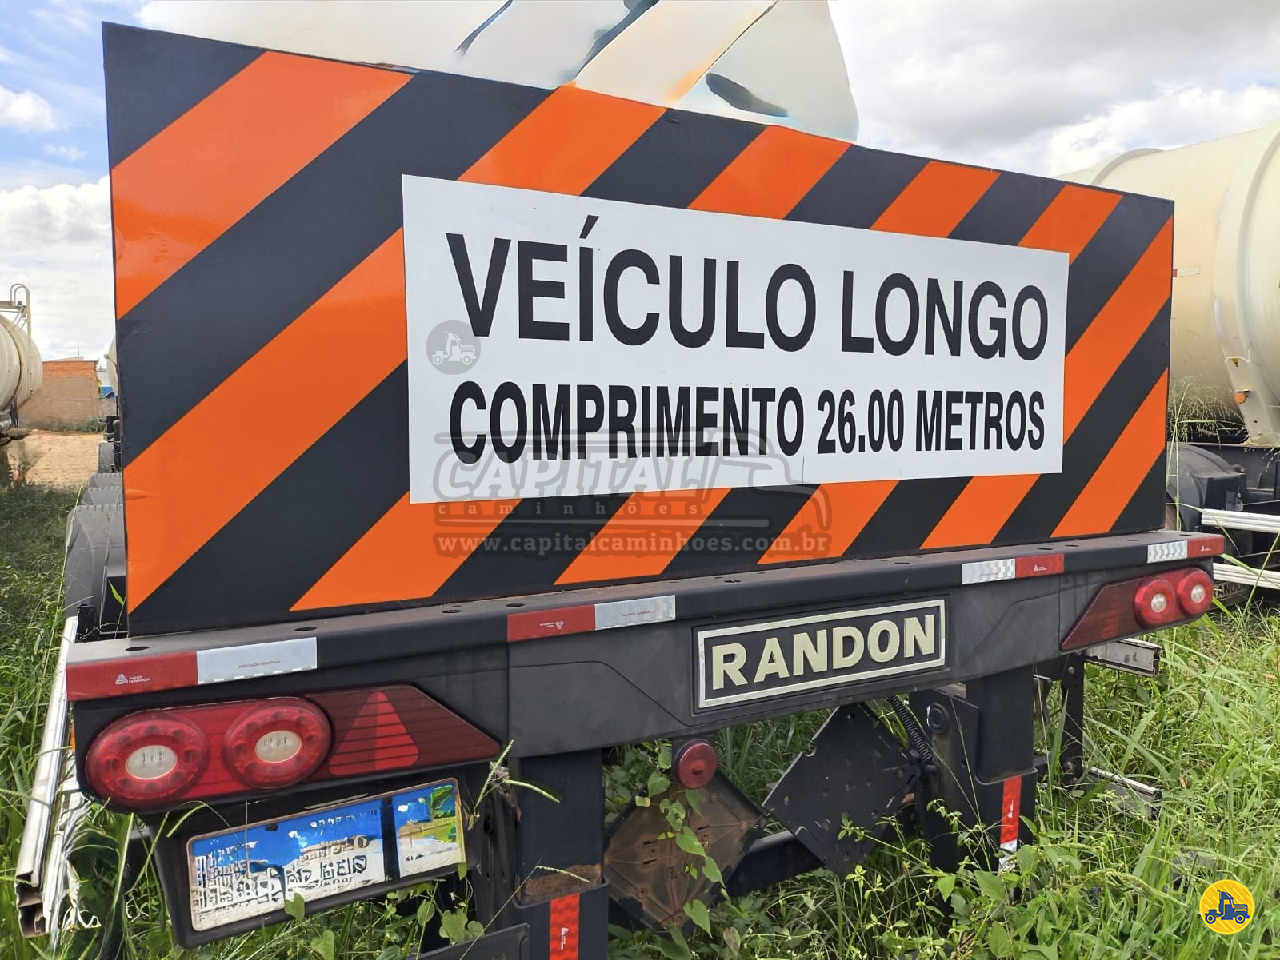 VEÍCULO LONGO
COMPRIMENTO 26.00 METROS
CAPITAL
caminhões
www.capitalcaminhoes.com.br
RANDON